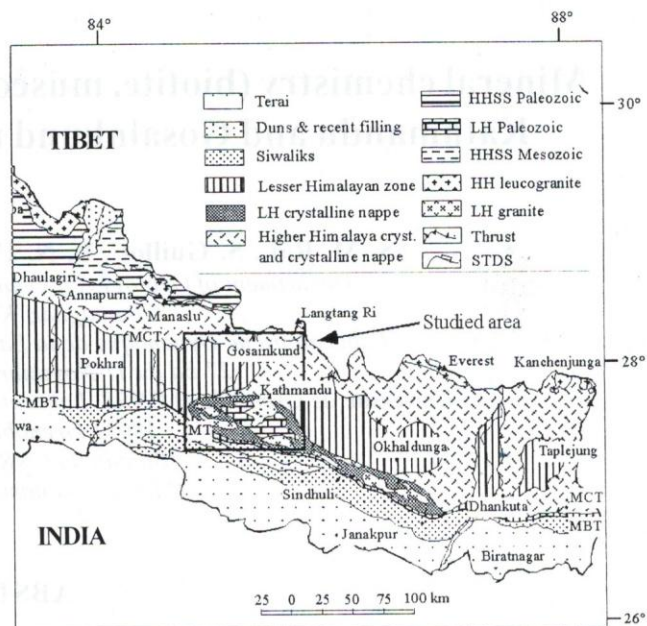 84°
88°
30°
28°
26°
TIBET
INDIA
Terai
Duns & recent filling
Siwaliks
Lesser Himalayan zone
LH crystalline nappe
Higher Himalaya cryst.
and crystalline nappe
HHSS Paleozoic
LH Paleozoic
HHSS Mesozoic
HH leucogranite
LH granite
Thrust
STDS
Dhaulagiri
Annapurna
Manaslu
Langtang Ri
Studied area
MCT
Gosainkund
Everest
Kanchenjunga
Pokhra
Kathmandu
MBT
wa
MT
Okhaldunga
Taplejung
Sindhuli
Dhankuta
MCT
MBT
Janakpur
Biratnagar
25 0 25 50 75 100 km
ABS